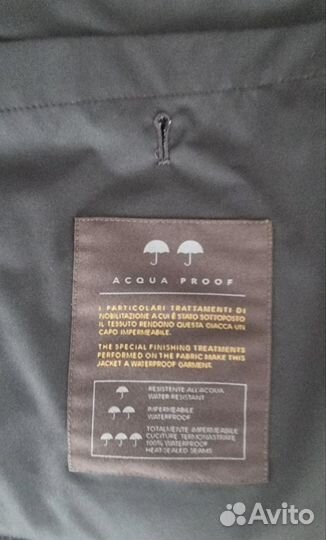 ACQUA PROOF
I PARTICOLARI TRATTAMENTI DI
NOBILITAZIONE A CUI È STATO SOTTOPOSTO
IL TESSUTO RENDONO QUESTA GIACCA UN
CAPO IMPERMEABILE.
THE SPECIAL FINISHING TREATMENTS
PERFORMED ON THE FABRIC MAKE THIS
JACKET A WATERPROOF GARMENT.
RESISTENTE ALL'ACQUA
WATER RESISTANT
IMPERMEABILE
WATERPROOF
TOTALMENTE IMPERMEABILE
CUCITURE TERMONASTRATE
100% WATERPROOF
HEAT-SEALED SEAMS
Avito